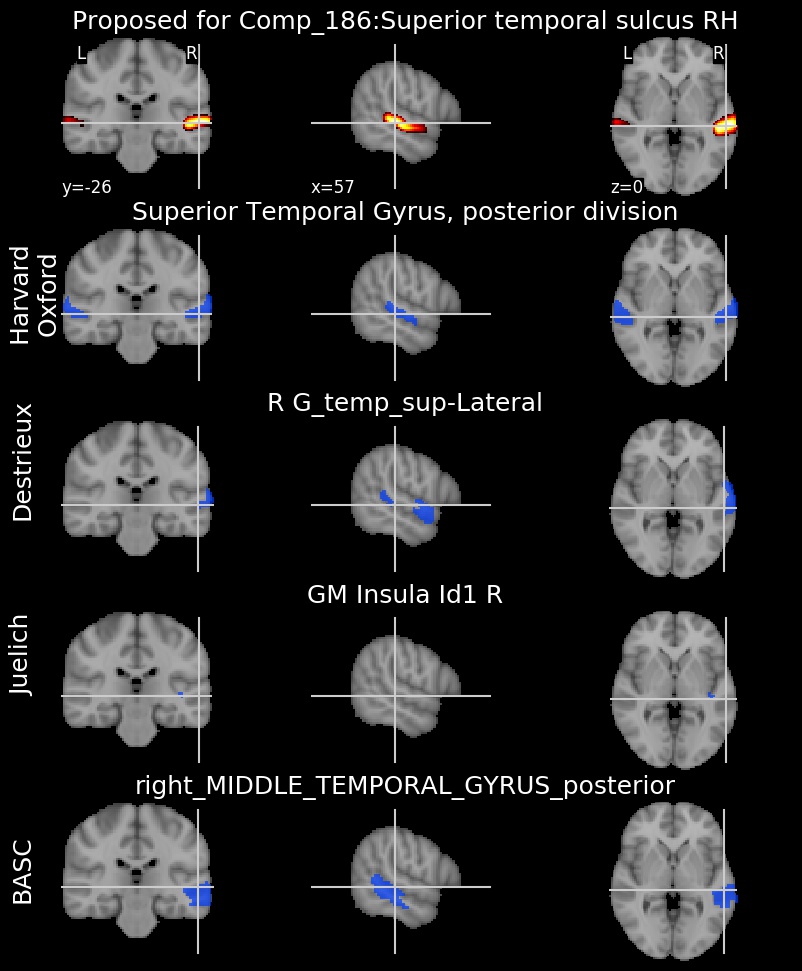 Proposed for Comp_186:Superior temporal sulcus RH
L R L R
y=-26 x=57 z=0
Superior Temporal Gyrus, posterior division
Harvard
Oxford
R G_temp_sup-Lateral
Destrieux
GM Insula Id1 R
Juelich
right_MIDDLE_TEMPORAL_GYRUS_posterior
BASC